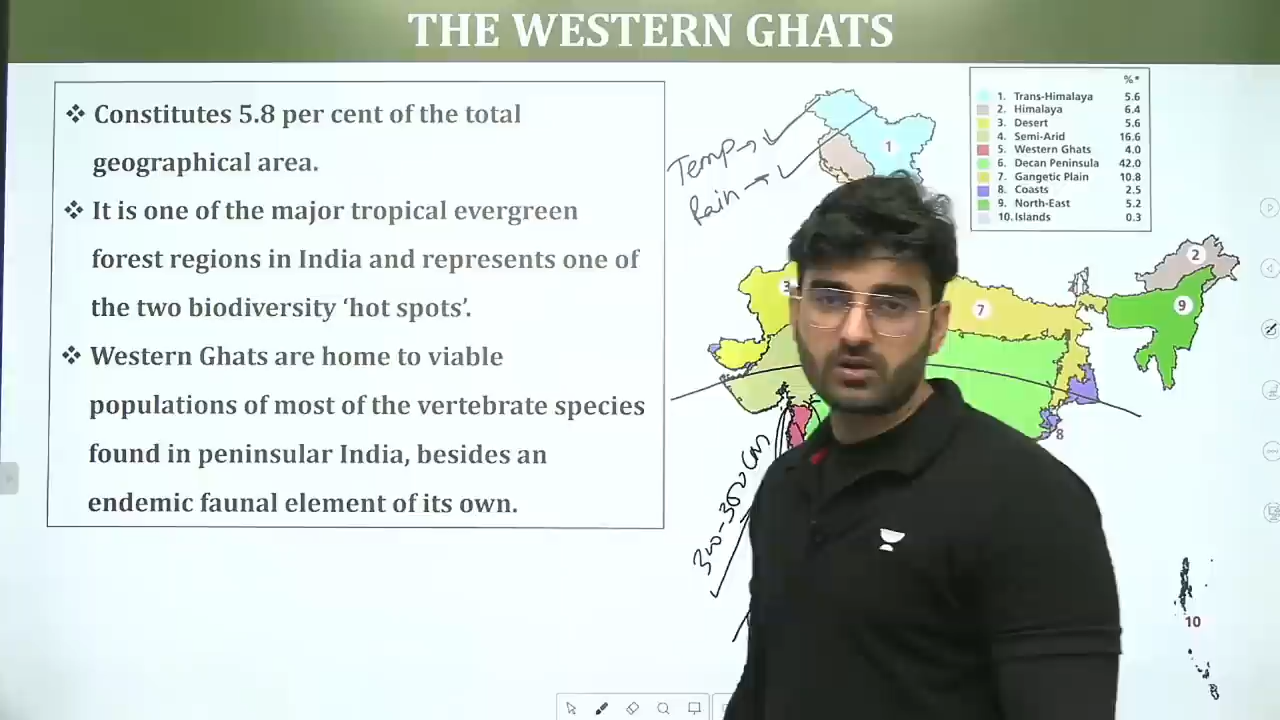 THE WESTERN GHATS
❖ Constitutes 5.8 per cent of the total
geographical area.
❖ It is one of the major tropical evergreen
forest regions in India and represents one of
the two biodiversity ‘hot spots’.
❖ Western Ghats are home to viable
populations of most of the vertebrate species
found in peninsular India, besides an
endemic faunal element of its own.
%*
1. Trans-Himalaya 5.6
2. Himalaya 6.4
3. Desert 5.6
4. Semi-Arid 16.6
5. Western Ghats 4.0
6. Decan Peninsula 42.0
7. Gangetic Plain 10.8
8. Coasts 2.5
9. North-East 5.2
10. Islands 0.3
Temp
Rain
1
2
3
7
9
8
10